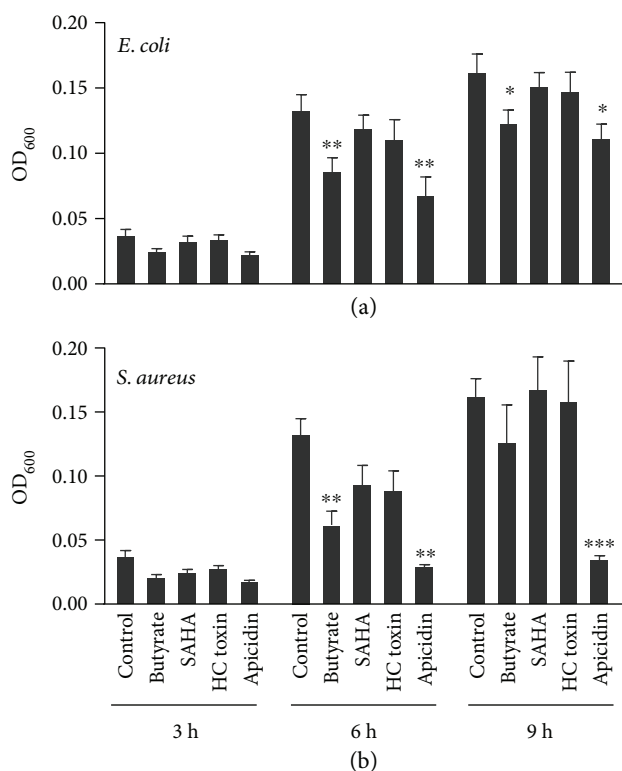 E. coli
OD600
0.20
0.15
0.10
0.05
0.00
**
**
*
*
(a)
S. aureus
OD600
0.20
0.15
0.10
0.05
0.00
**
**
***
Control
Butyrate
SAHA
HC toxin
Apicidin
Control
Butyrate
SAHA
HC toxin
Apicidin
Control
Butyrate
SAHA
HC toxin
Apicidin
3 h
6 h
9 h
(b)